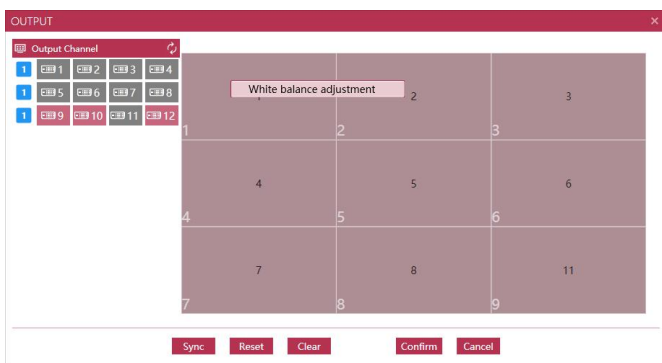 OUTPUT ×
Output Channel
1 1 2 3 4
1 5 6 7 8
1 9 10 11 12
White balance adjustment
2 3
1 2 3
4 5 6
4 5 6
7 8 11
7 8 9
Sync Reset Clear Confirm Cancel